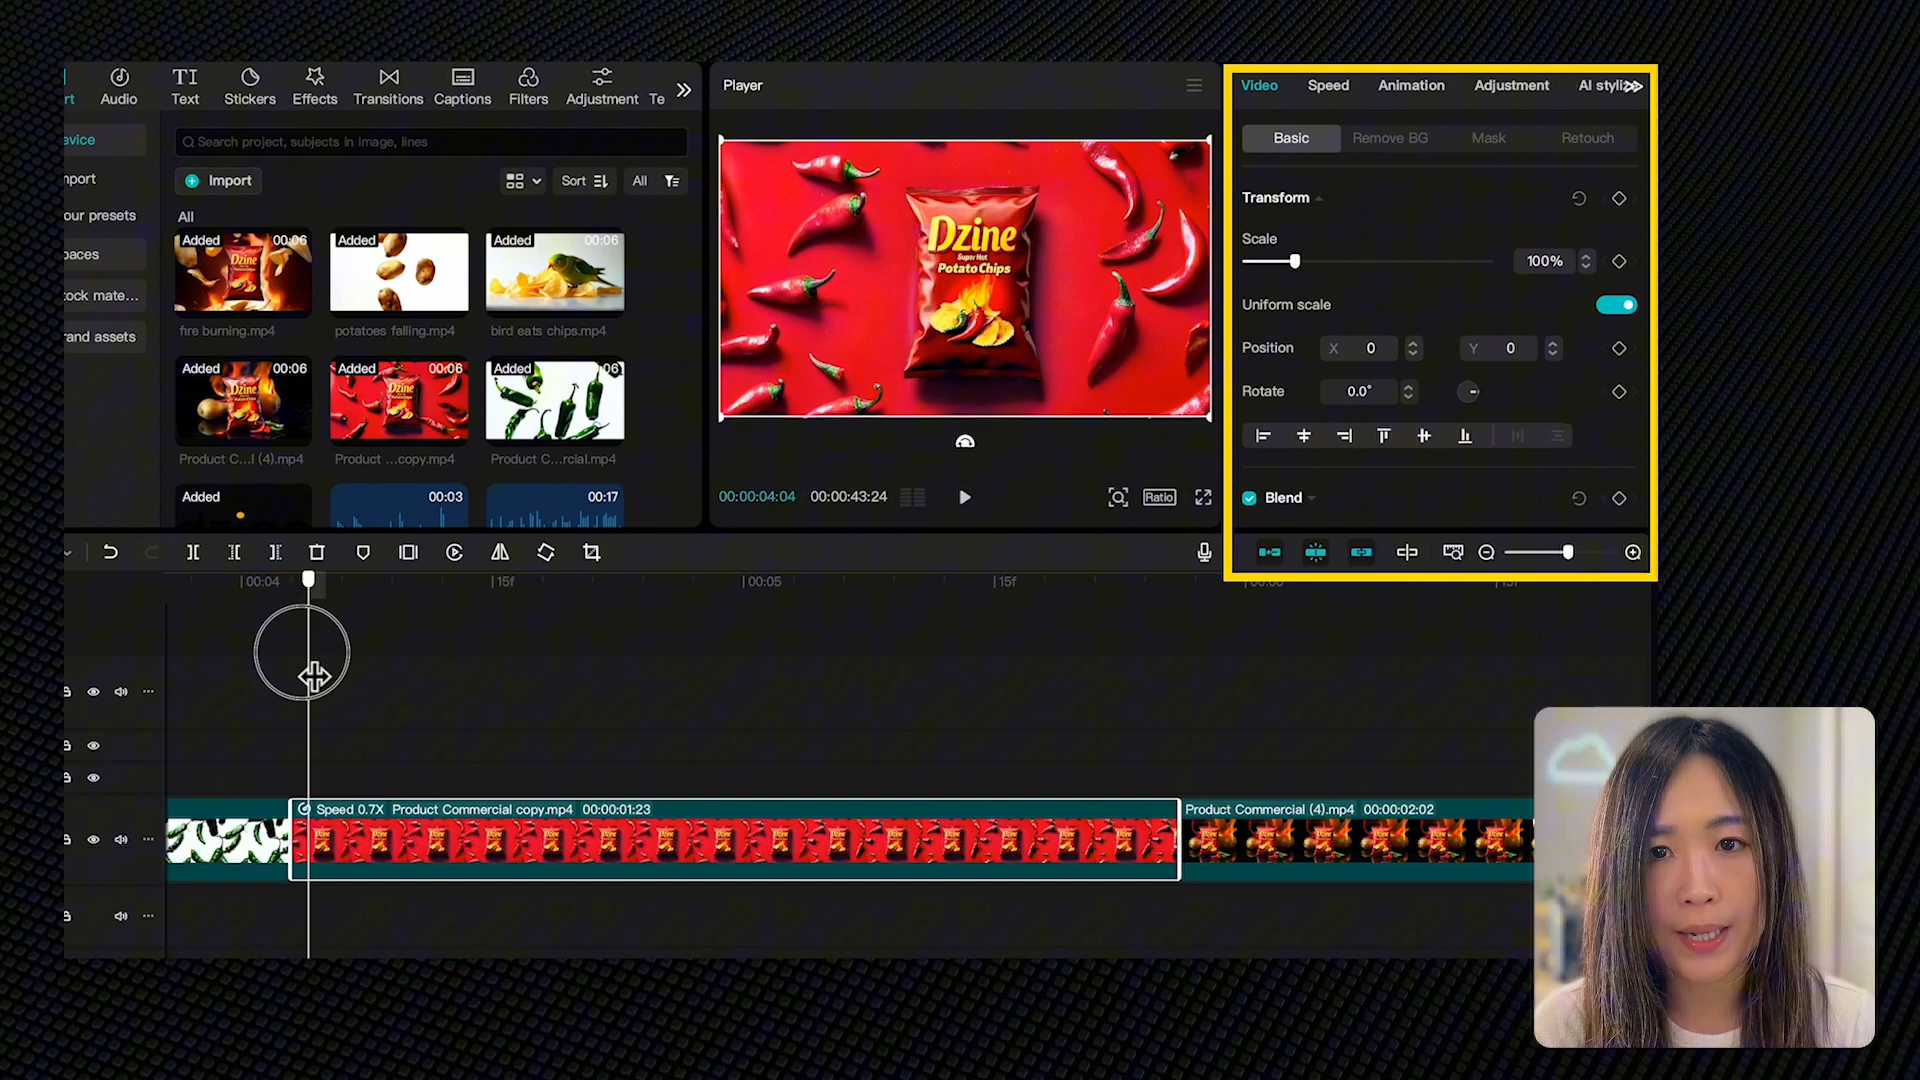 rt Audio Text Stickers Effects Transitions Captions Filters Adjustment Te
Player
Video Speed Animation Adjustment AI styliz
evice
Search project, subjects in image, lines
Basic Remove BG Mask Retouch
nport
Import
Sort
All
our presets
All
Transform
paces
Added 00:06
Added
Added 00:06
fire burning.mp4
potatoes falling.mp4
bird eats chips.mp4
tock mate...
rand assets
Scale
100%
Uniform scale
Position X 0 Y 0
Rotate 0.0°
Added 00:06
Added 00:06
Added 06
Product C...l (4).mp4
Product ...copy.mp4
Product C...rcial.mp4
Dzine
Super Hot
Potato Chips
Added
00:03
00:17
00:00:04:04 00:00:43:24
Ratio
Blend
00:04 15f 00:05 15f 00:06 15f
Speed 0.7X Product Commercial copy.mp4 00:00:01:23
Product Commercial (4).mp4 00:00:02:02